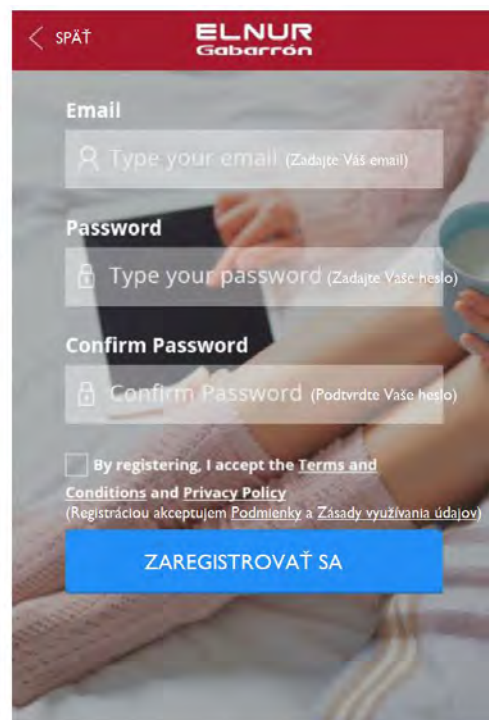 SPÄŤ
ELNUR
Gabarrón
Email
Type your email (Zadajte Váš email)
Password
Type your password (Zadajte Vaše heslo)
Confirm Password
Confirm Password (Podtvrdte Vaše heslo)
By registering, I accept the Terms and
Conditions and Privacy Policy
(Registráciou akceptujem Podmienky a Zásady využívania údajov)
ZAREGISTROVAŤ SA